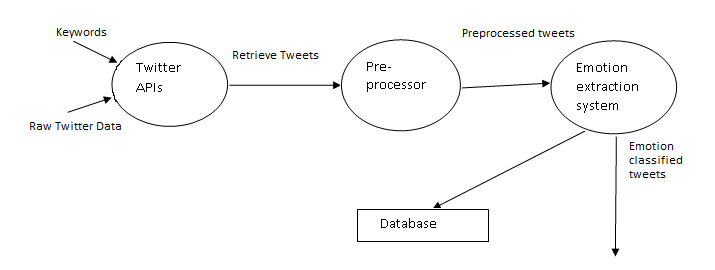 Keywords
Raw Twitter Data
Twitter
APIs
Retrieve Tweets
Pre-
processor
Preprocessed tweets
Emotion
extraction
system
Database
Emotion
classified
tweets